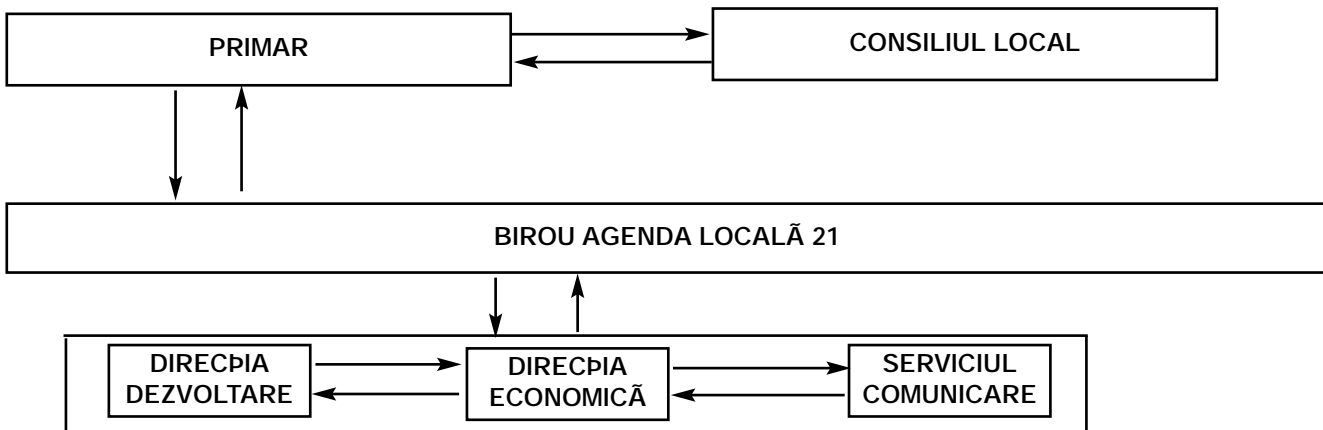 PRIMAR
CONSILIUL LOCAL
BIROU AGENDA LOCALÃ 21
DIRECÞIA
DEZVOLTARE
DIRECÞIA
ECONOMICÃ
SERVICIUL
COMUNICARE